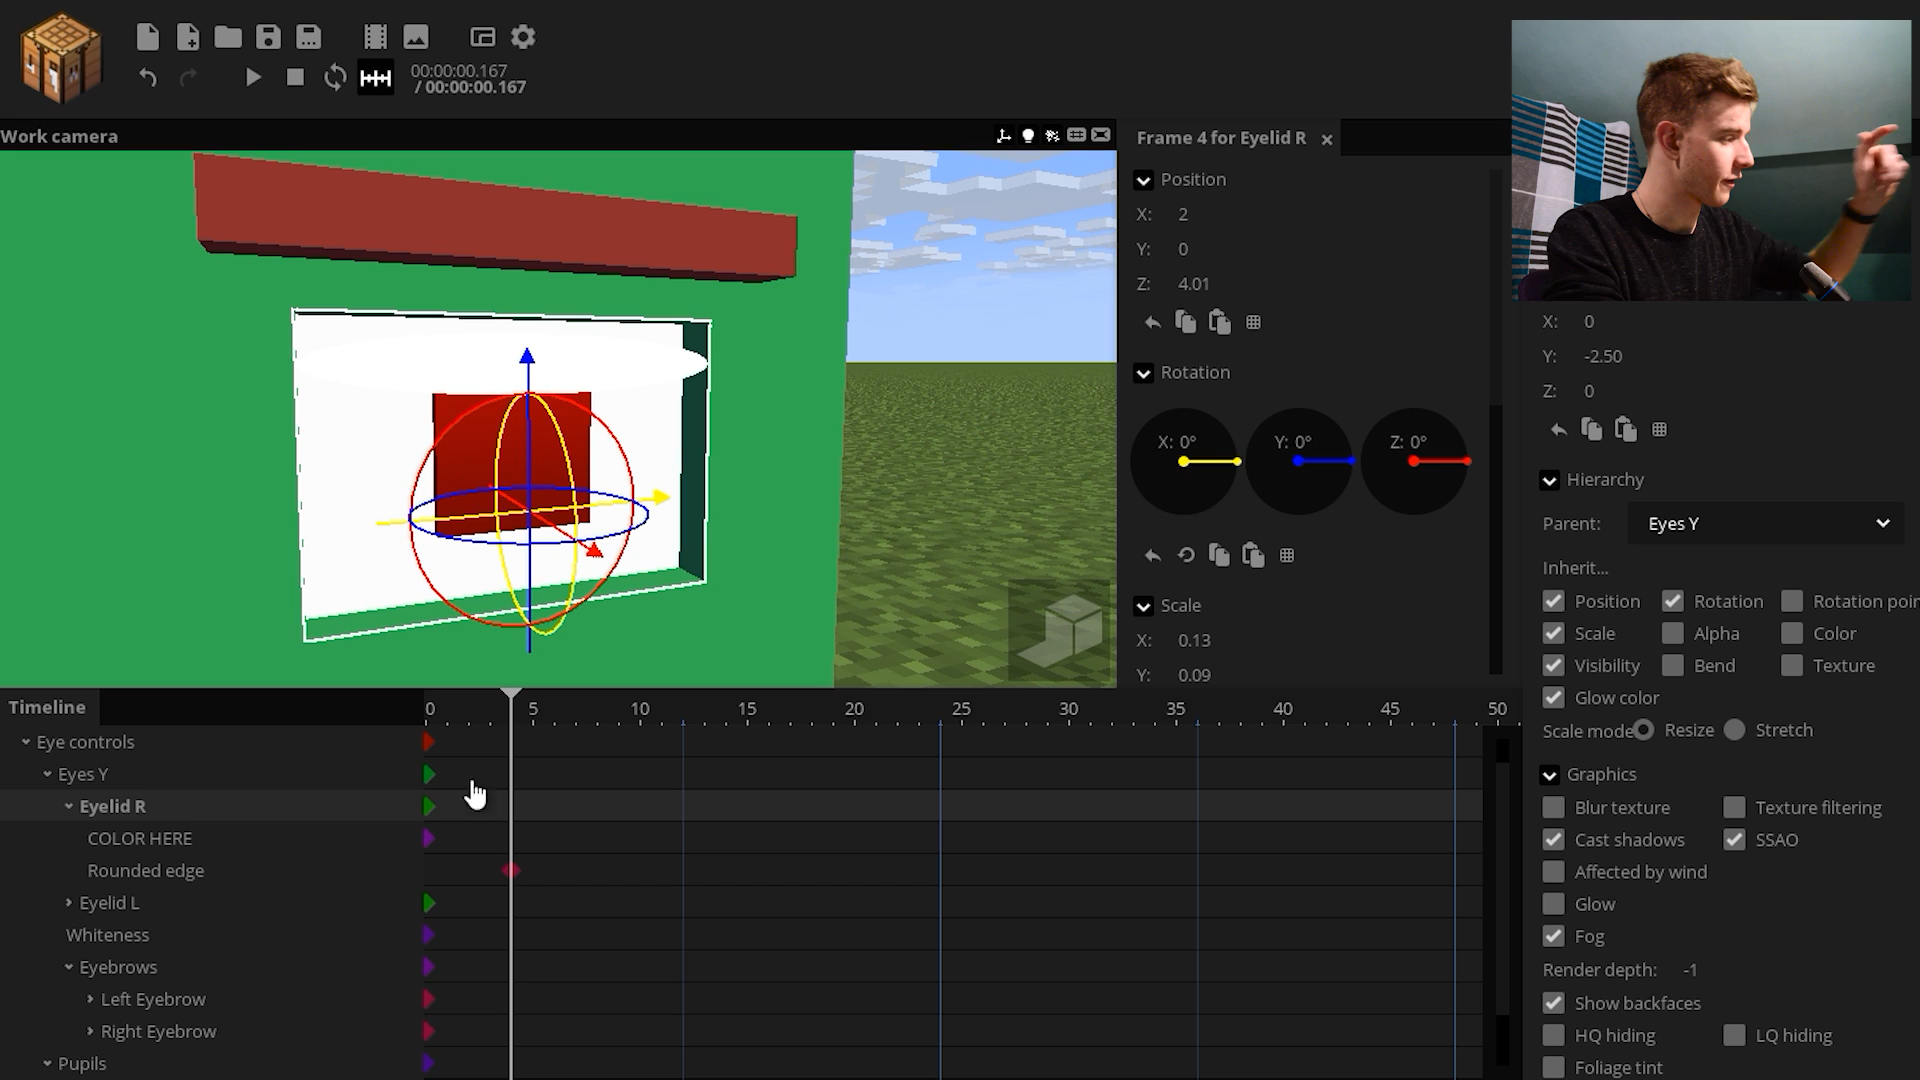 00:00:00.167
/ 00:00:00.167
Work camera
Frame 4 for Eyelid R
Position
X: 2
Y: 0
Z: 4.01
Rotation
X: 0°
Y: 0°
Z: 0°
Scale
X: 0.13
Y: 0.09
X: 0
Y: -2.50
Z: 0
Hierarchy
Parent: Eyes Y
Inherit...
Position Rotation Rotation poin
Scale Alpha Color
Visibility Bend Texture
Glow color
Scale mode Resize Stretch
Graphics
Blur texture Texture filtering
Cast shadows SSAO
Affected by wind
Glow
Fog
Render depth: -1
Show backfaces
HQ hiding LQ hiding
Foliage tint
Timeline
0 5 10 15 20 25 30 35 40 45 50
Eye controls
Eyes Y
Eyelid R
COLOR HERE
Rounded edge
Eyelid L
Whiteness
Eyebrows
Left Eyebrow
Right Eyebrow
Pupils